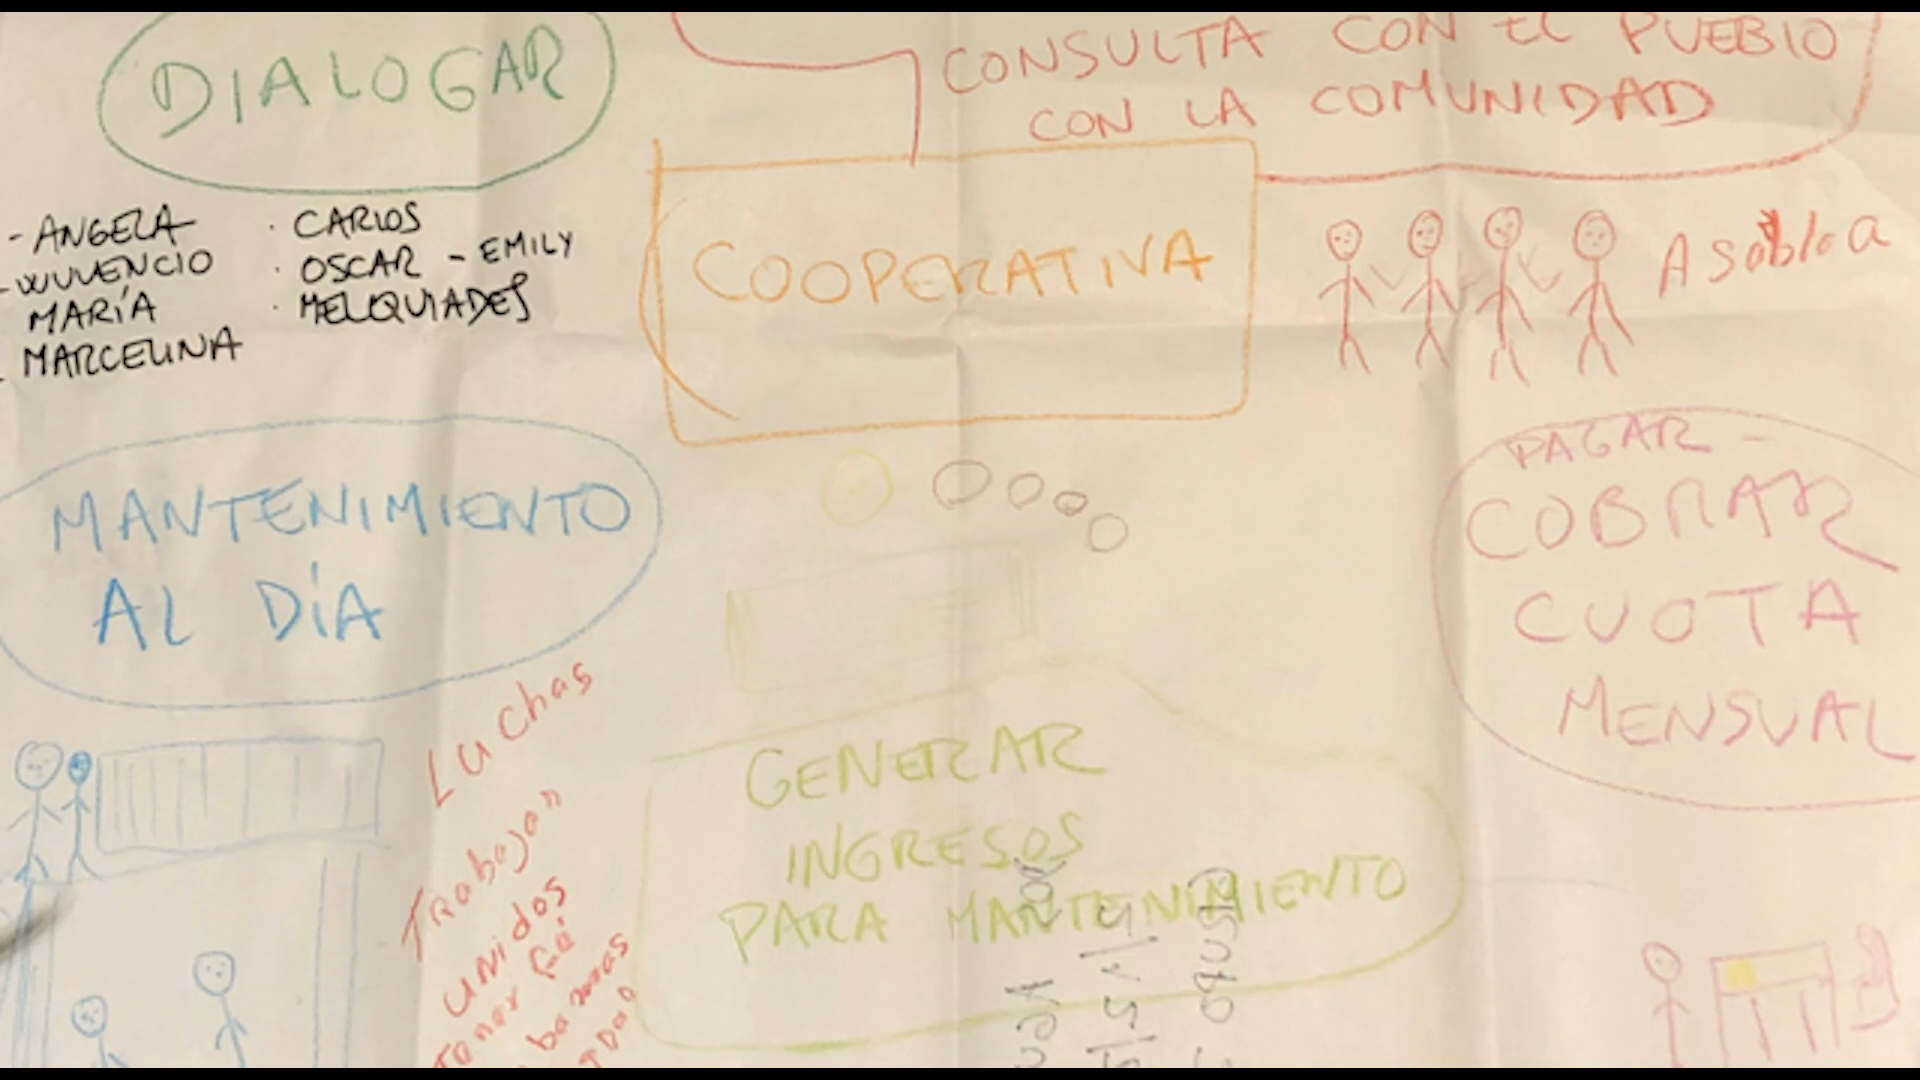 DIALOGAR
CONSULTA CON EL PUEBLO
CON LA COMUNIDAD
- ANGELA
MARÍA
MARCELINA
· CARLOS
· OSCAR - EMILY
· MELQUIADES
COOPERATIVA
MANTENIMIENTO
AL DÍA
PAGAR -
COBRAR
CUOTA
MENSUAL
Luchas
Trabajan
UNidos
GENERAR
INGRESOS
PARA MANTENIMIENTO